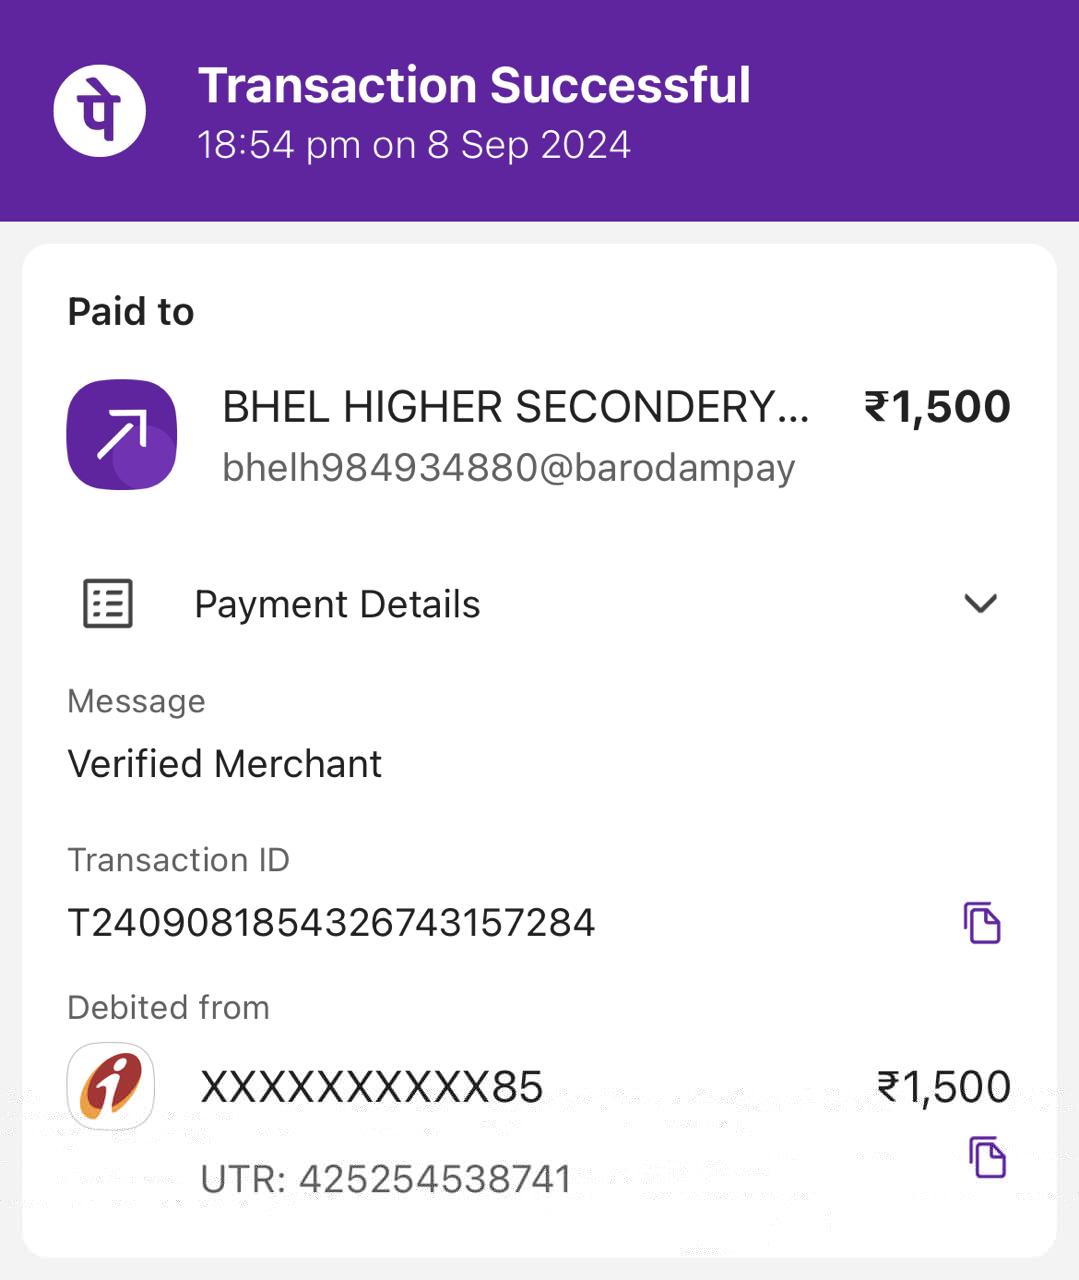 पे
Transaction Successful
18:54 pm on 8 Sep 2024
Paid to
BHEL HIGHER SECONDERY... ₹1,500
bhelh984934880@barodampay
Payment Details
Message
Verified Merchant
Transaction ID
T2409081854326743157284
Debited from
i XXXXXXXXXX85 ₹1,500
UTR: 425254538741